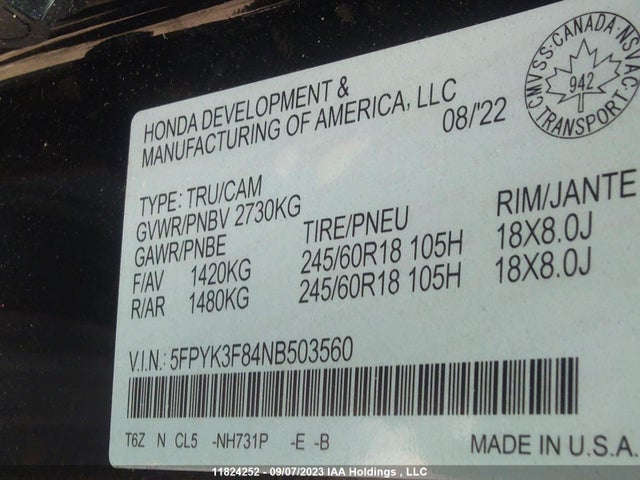 HONDA DEVELOPMENT &
MANUFACTURING OF AMERICA, LLC
08/'22
CMVSS·CANADA·NSVAC
942
TRANSPORT
TYPE: TRU/CAM
GVWR/PNBV 2730KG
GAWR/PNBE TIRE/PNEU RIM/JANTE
F/AV 1420KG 245/60R18 105H 18X8.0J
R/AR 1480KG 245/60R18 105H 18X8.0J
V.I.N.: 5FPYK3F84NB503560
T6Z N CL5 -NH731P -E -B
MADE IN U.S.A.
11824252 - 09/07/2023 IAA Holdings , LLC